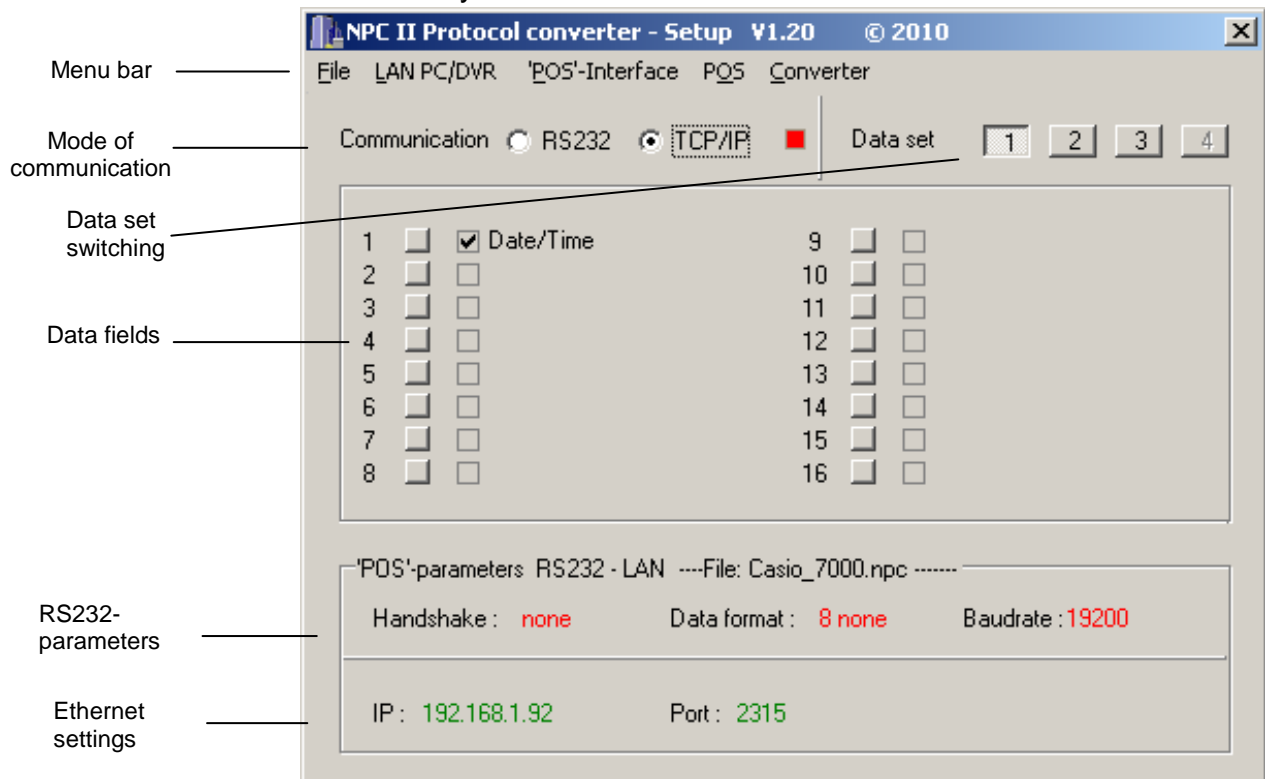 NPC II Protocol converter - Setup V1.20 © 2010
Menu bar
File LAN PC/DVR 'POS'-Interface POS Converter
Mode of
communication
Communication RS232 TCP/IP Data set 1 2 3 4
Data set
switching
1 Date/Time 9
2 10
3 11
Data fields
4 12
5 13
6 14
7 15
8 16
'POS'-parameters RS232 - LAN ----File: Casio_7000.npc -------
RS232-
parameters
Handshake : none Data format : 8 none Baudrate : 19200
Ethernet
settings
IP : 192.168.1.92 Port : 2315